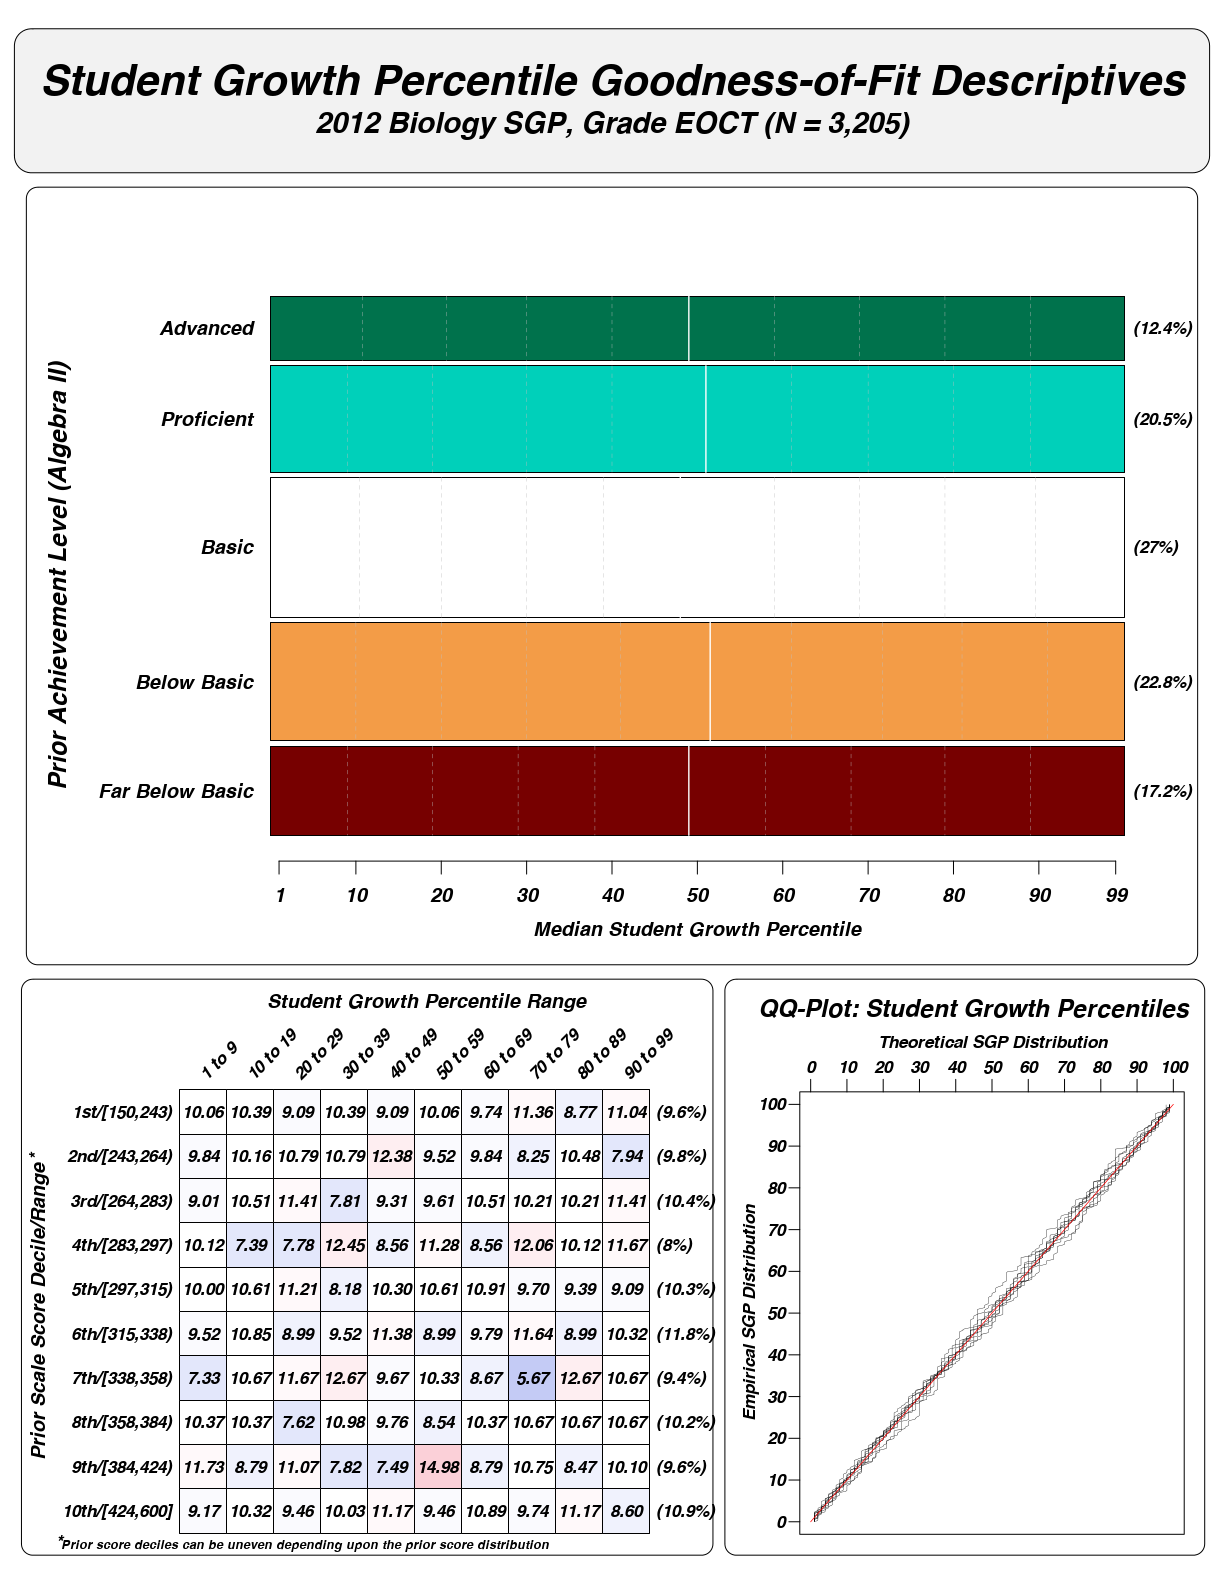 Student Growth Percentile Goodness-of-Fit Descriptives
2012 Biology SGP, Grade EOCT (N = 3,205)
Prior Achievement Level (Algebra II)
Advanced (12.4%)
Proficient (20.5%)
Basic (27%)
Below Basic (22.8%)
Far Below Basic (17.2%)
1 10 20 30 40 50 60 70 80 90 99
Median Student Growth Percentile
Student Growth Percentile Range
1 to 9 10 to 19 20 to 29 30 to 39 40 to 49 50 to 59 60 to 69 70 to 79 80 to 89 90 to 99
Prior Scale Score Decile/Range*
1st/[150,243) 10.06 10.39 9.09 10.39 9.09 10.06 9.74 11.36 8.77 11.04 (9.6%)
2nd/[243,264) 9.84 10.16 10.79 10.79 12.38 9.52 9.84 8.25 10.48 7.94 (9.8%)
3rd/[264,283) 9.01 10.51 11.41 7.81 9.31 9.61 10.51 10.21 10.21 11.41 (10.4%)
4th/[283,297) 10.12 7.39 7.78 12.45 8.56 11.28 8.56 12.06 10.12 11.67 (8%)
5th/[297,315) 10.00 10.61 11.21 8.18 10.30 10.61 10.91 9.70 9.39 9.09 (10.3%)
6th/[315,338) 9.52 10.85 8.99 9.52 11.38 8.99 9.79 11.64 8.99 10.32 (11.8%)
7th/[338,358) 7.33 10.67 11.67 12.67 9.67 10.33 8.67 5.67 12.67 10.67 (9.4%)
8th/[358,384) 10.37 10.37 7.62 10.98 9.76 8.54 10.37 10.67 10.67 10.67 (10.2%)
9th/[384,424) 11.73 8.79 11.07 7.82 7.49 14.98 8.79 10.75 8.47 10.10 (9.6%)
10th/[424,600] 9.17 10.32 9.46 10.03 11.17 9.46 10.89 9.74 11.17 8.60 (10.9%)
*Prior score deciles can be uneven depending upon the prior score distribution
QQ-Plot: Student Growth Percentiles
Theoretical SGP Distribution
0 10 20 30 40 50 60 70 80 90 100
Empirical SGP Distribution
100
90
80
70
60
50
40
30
20
10
0